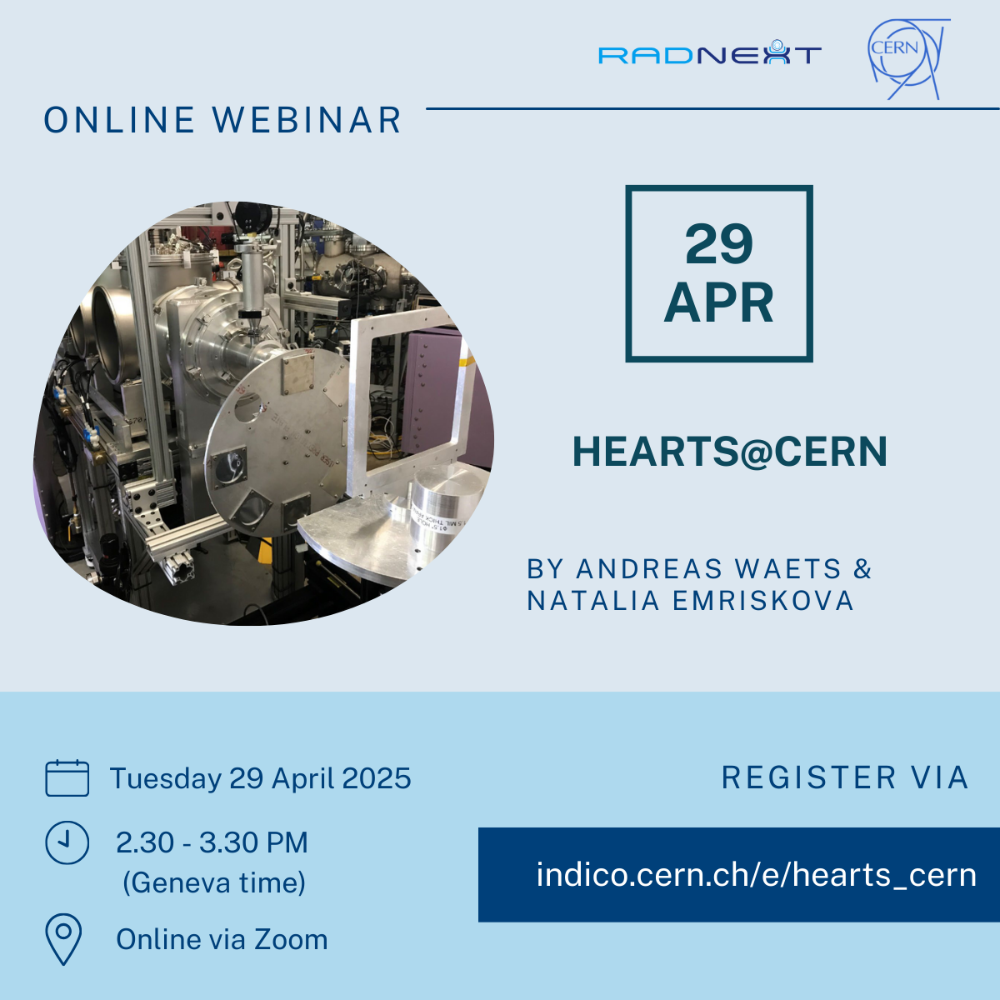 RADNEXT
CERN
ONLINE WEBINAR
29
APR
HEARTS@CERN
BY ANDREAS WAETS &
NATALIA EMRISKOVA
Tuesday 29 April 2025
2.30 - 3.30 PM
(Geneva time)
Online via Zoom
REGISTER VIA
indico.cern.ch/e/hearts_cern